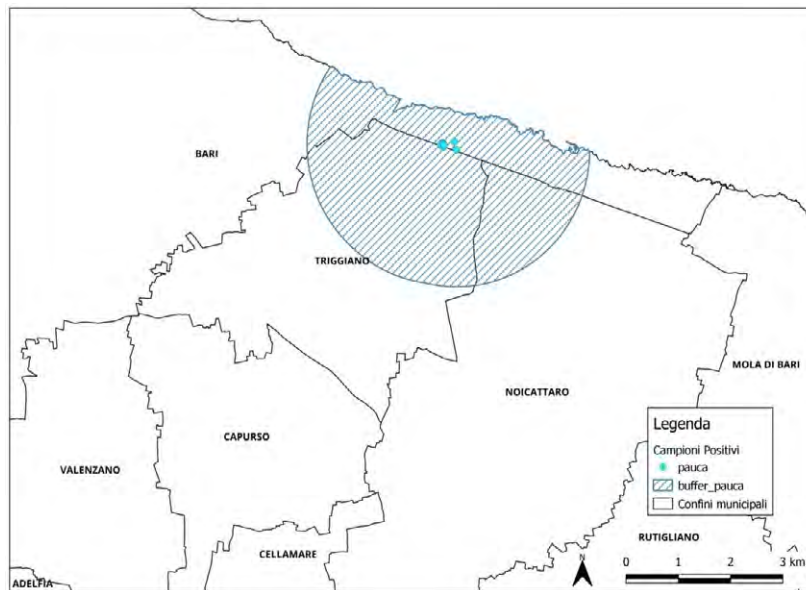 BARI
TRIGGIANO
MOLA DI BARI
NOICATTARO
CAPURSO
VALENZANO
CELLAMARE
ADELFIA
RUTIGLIANO
Legenda
Campioni Positivi
pauca
buffer_pauca
Confini municipali
N
0 1 2 3 km